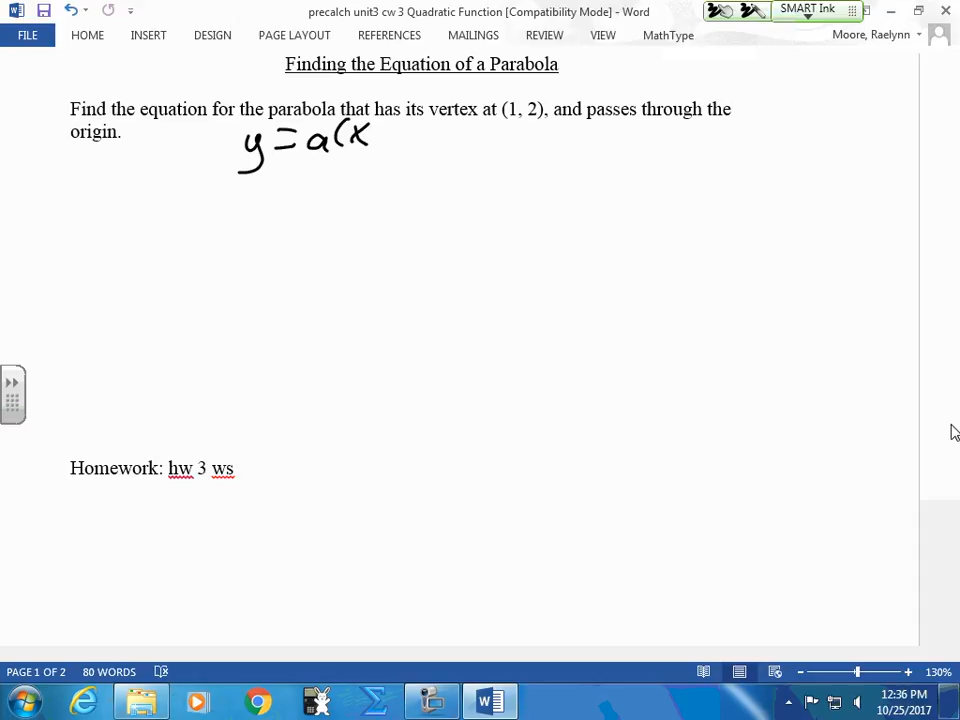 precalch unit3 cw 3 Quadratic Function [Compatibility Mode] - Word
SMART Ink
FILE HOME INSERT DESIGN PAGE LAYOUT REFERENCES MAILINGS REVIEW VIEW MathType Moore, Raelynn
Finding the Equation of a Parabola
Find the equation for the parabola that has its vertex at (1, 2), and passes through the
origin.
y = a(x
Homework: hw 3 ws
PAGE 1 OF 2 80 WORDS 130%
12:36 PM
10/25/2017